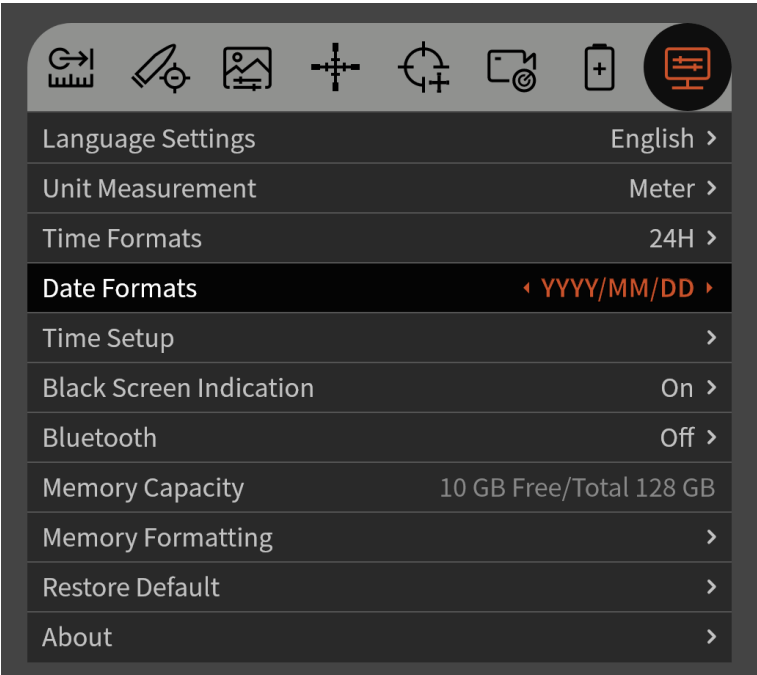 Language Settings English
Unit Measurement Meter
Time Formats 24H
Date Formats YYYY/MM/DD
Time Setup
Black Screen Indication On
Bluetooth Off
Memory Capacity 10 GB Free/Total 128 GB
Memory Formatting
Restore Default
About